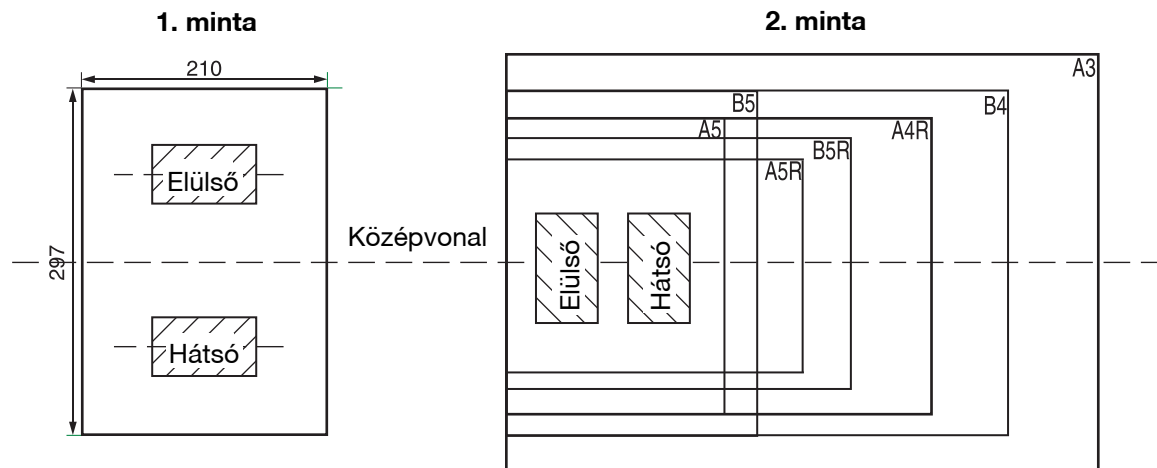 1. minta
2. minta
210
297
Elülső
Hátsó
Középvonal
A3
B4
B5
A5
A4R
B5R
A5R
Elülső
Hátsó